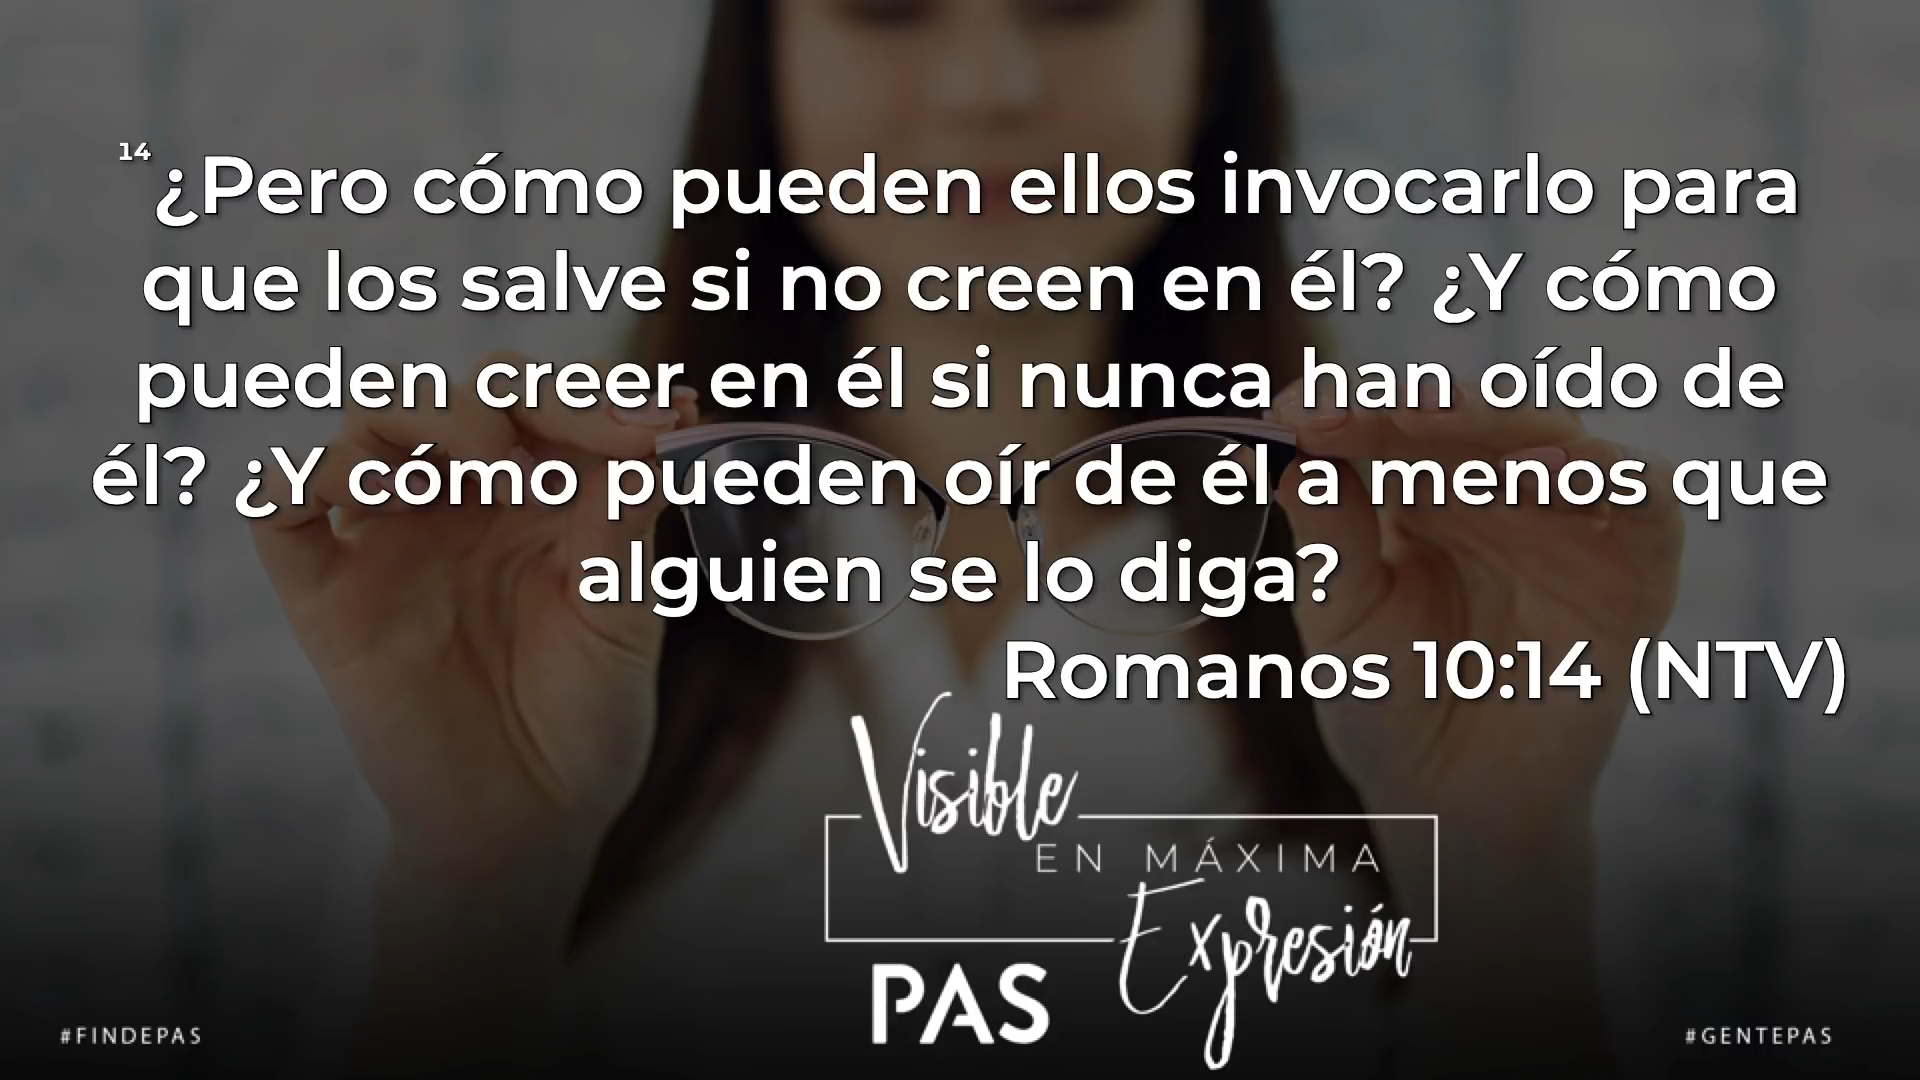 14 ¿Pero cómo pueden ellos invocarlo para
que los salve si no creen en él? ¿Y cómo
pueden creer en él si nunca han oído de
él? ¿Y cómo pueden oír de él a menos que
alguien se lo diga?
Romanos 10:14 (NTV)
Visible
EN MÁXIMA
Expresión
PAS
#FINDEPAS
#GENTEPAS